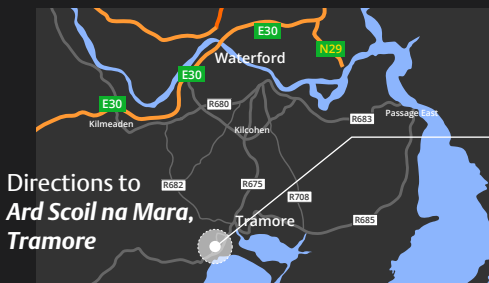 E30
Waterford
N29
E30
E30
R680
Kilmeaden
Kilcohen
R683
Passage East
Directions to
Ard Scoil na Mara,
Tramore
R682
R675
R708
Tramore
R685